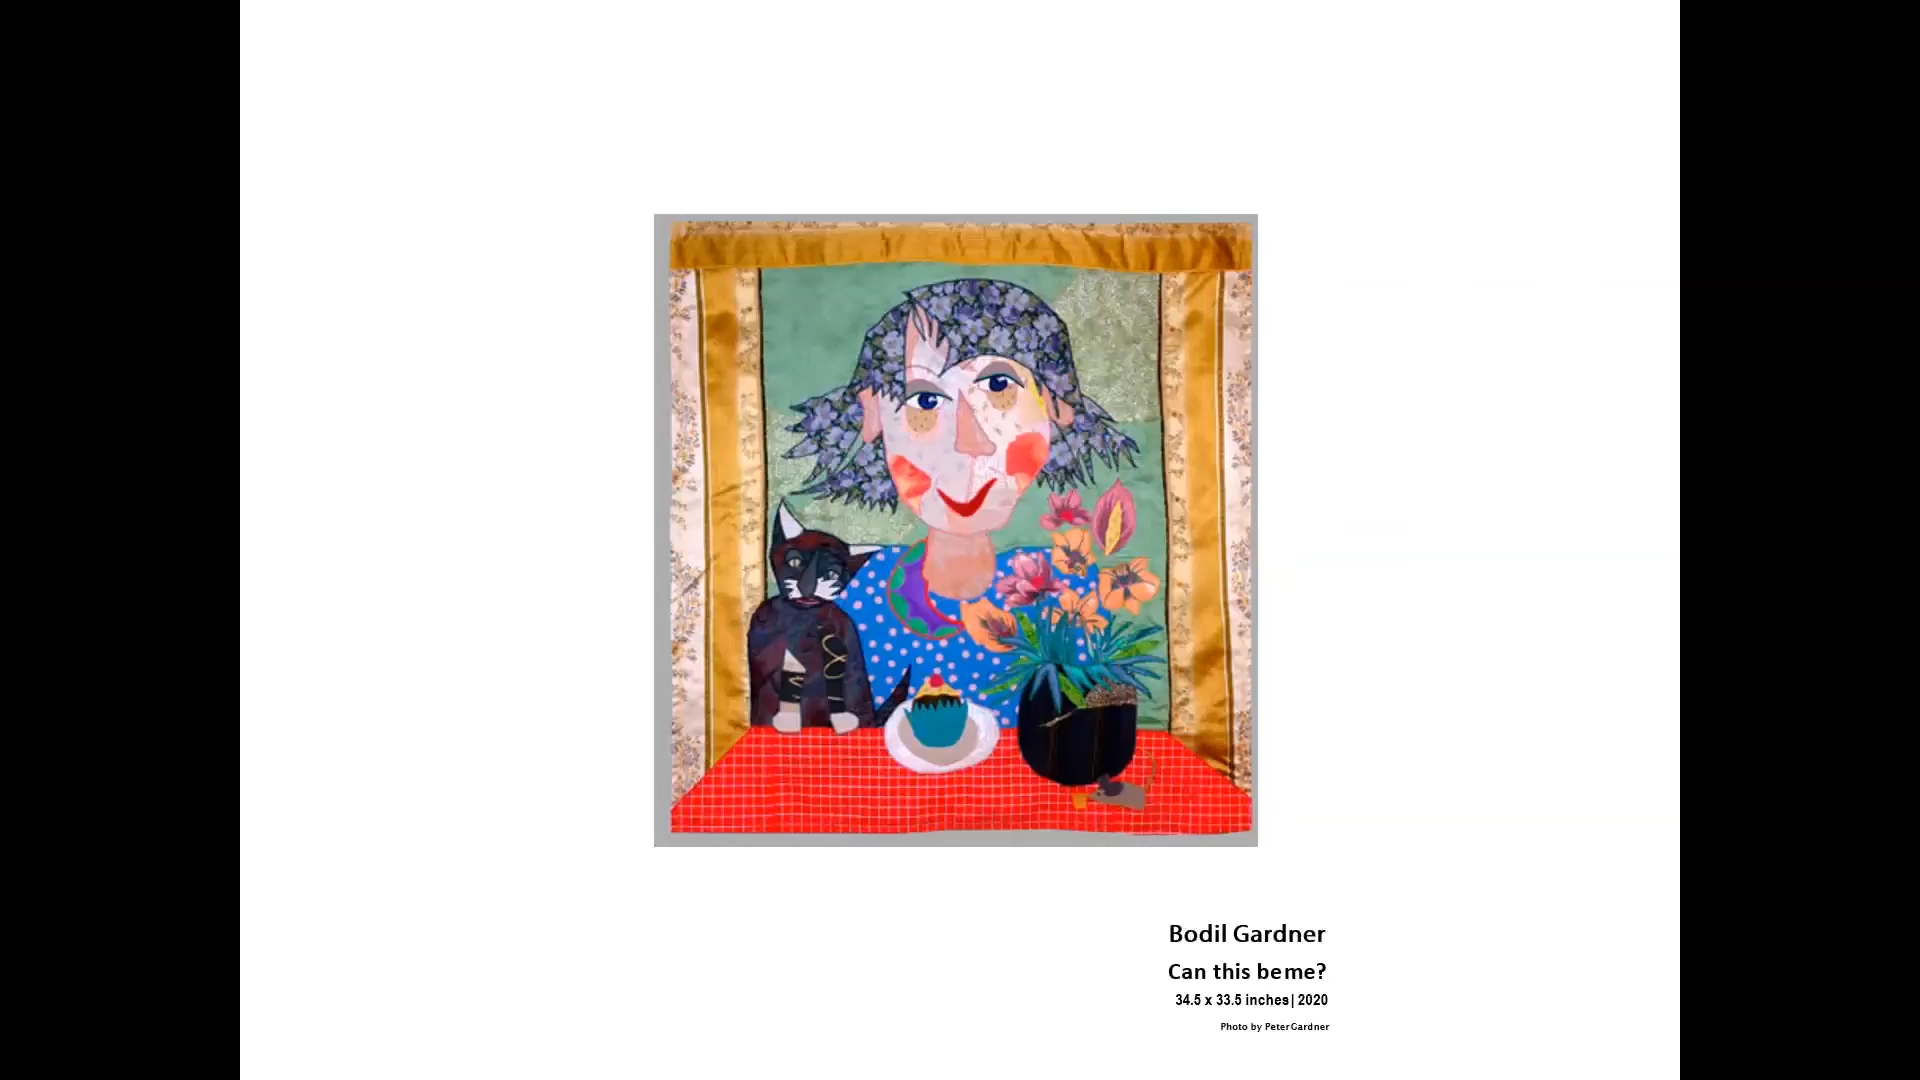 Bodil Gardner
Can this be me?
34.5 x 33.5 inches| 2020
Photo by Peter Gardner